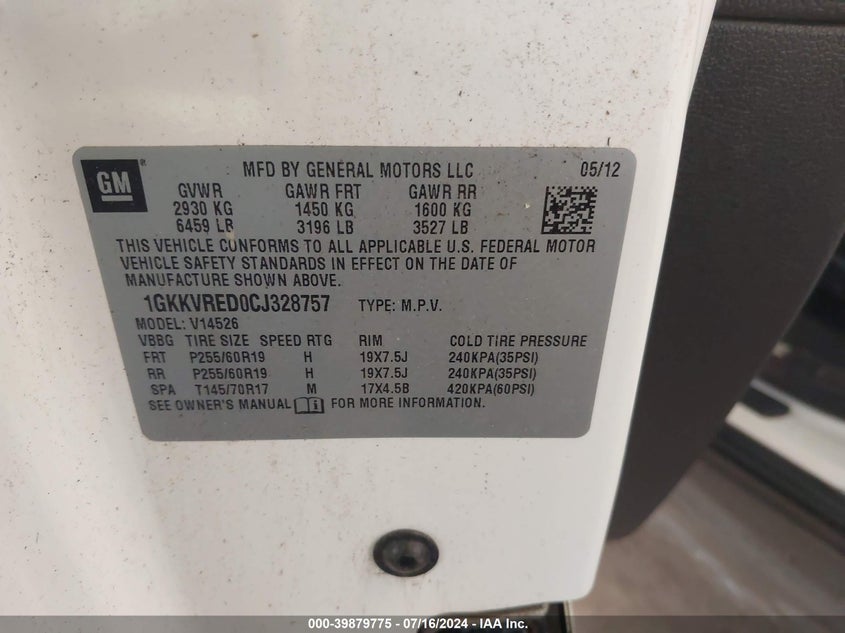 GM ® MFD BY GENERAL MOTORS LLC 05/12
GVWR GAWR FRT GAWR RR
2930 KG 1450 KG 1600 KG
6459 LB 3196 LB 3527 LB
THIS VEHICLE CONFORMS TO ALL APPLICABLE U.S. FEDERAL MOTOR
VEHICLE SAFETY STANDARDS IN EFFECT ON THE DATE OF
MANUFACTURE SHOWN ABOVE.
1GKKVRED0CJ328757 TYPE: M.P.V.
MODEL: V14526
VBBG TIRE SIZE SPEED RTG RIM COLD TIRE PRESSURE
FRT P255/60R19 H 19X7.5J 240KPA(35PSI)
RR P255/60R19 H 19X7.5J 240KPA(35PSI)
SPA T145/70R17 M 17X4.5B 420KPA(60PSI)
SEE OWNER'S MANUAL i FOR MORE INFORMATION.
000-39879775 - 07/16/2024 - IAA Inc.